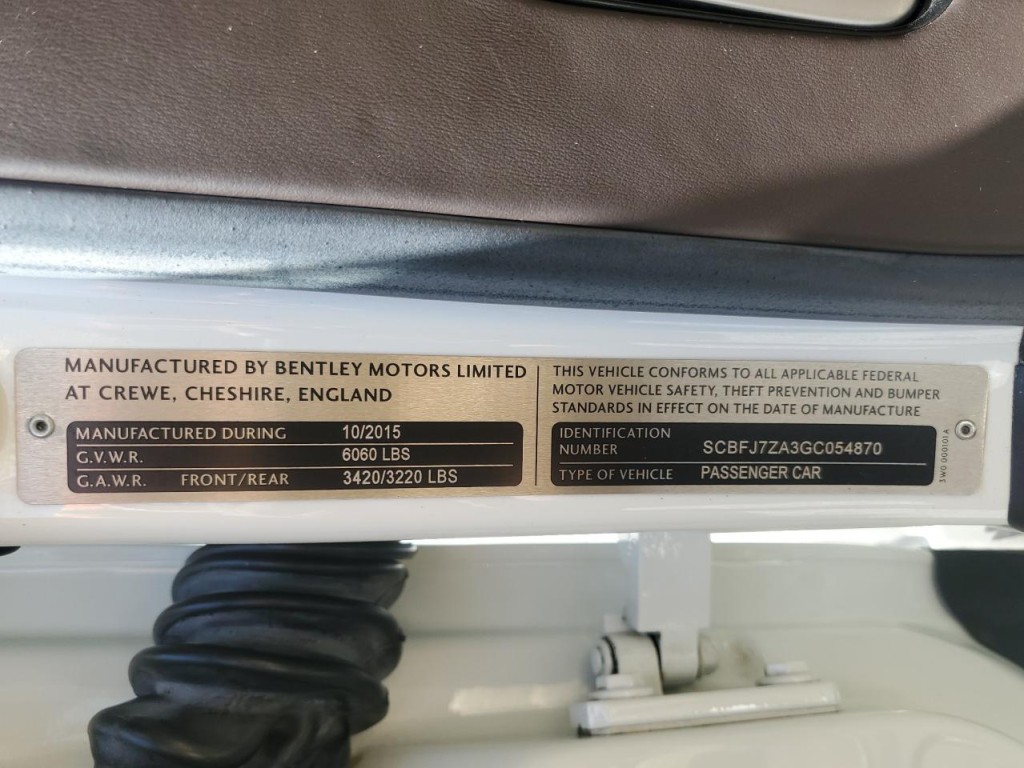 MANUFACTURED BY BENTLEY MOTORS LIMITED
AT CREWE, CHESHIRE, ENGLAND
MANUFACTURED DURING 10/2015
G.V.W.R. 6060 LBS
G.A.W.R. FRONT/REAR 3420/3220 LBS
THIS VEHICLE CONFORMS TO ALL APPLICABLE FEDERAL
MOTOR VEHICLE SAFETY, THEFT PREVENTION AND BUMPER
STANDARDS IN EFFECT ON THE DATE OF MANUFACTURE
IDENTIFICATION
NUMBER SCBFJ7ZA3GC054870
TYPE OF VEHICLE PASSENGER CAR
3W0 000101A